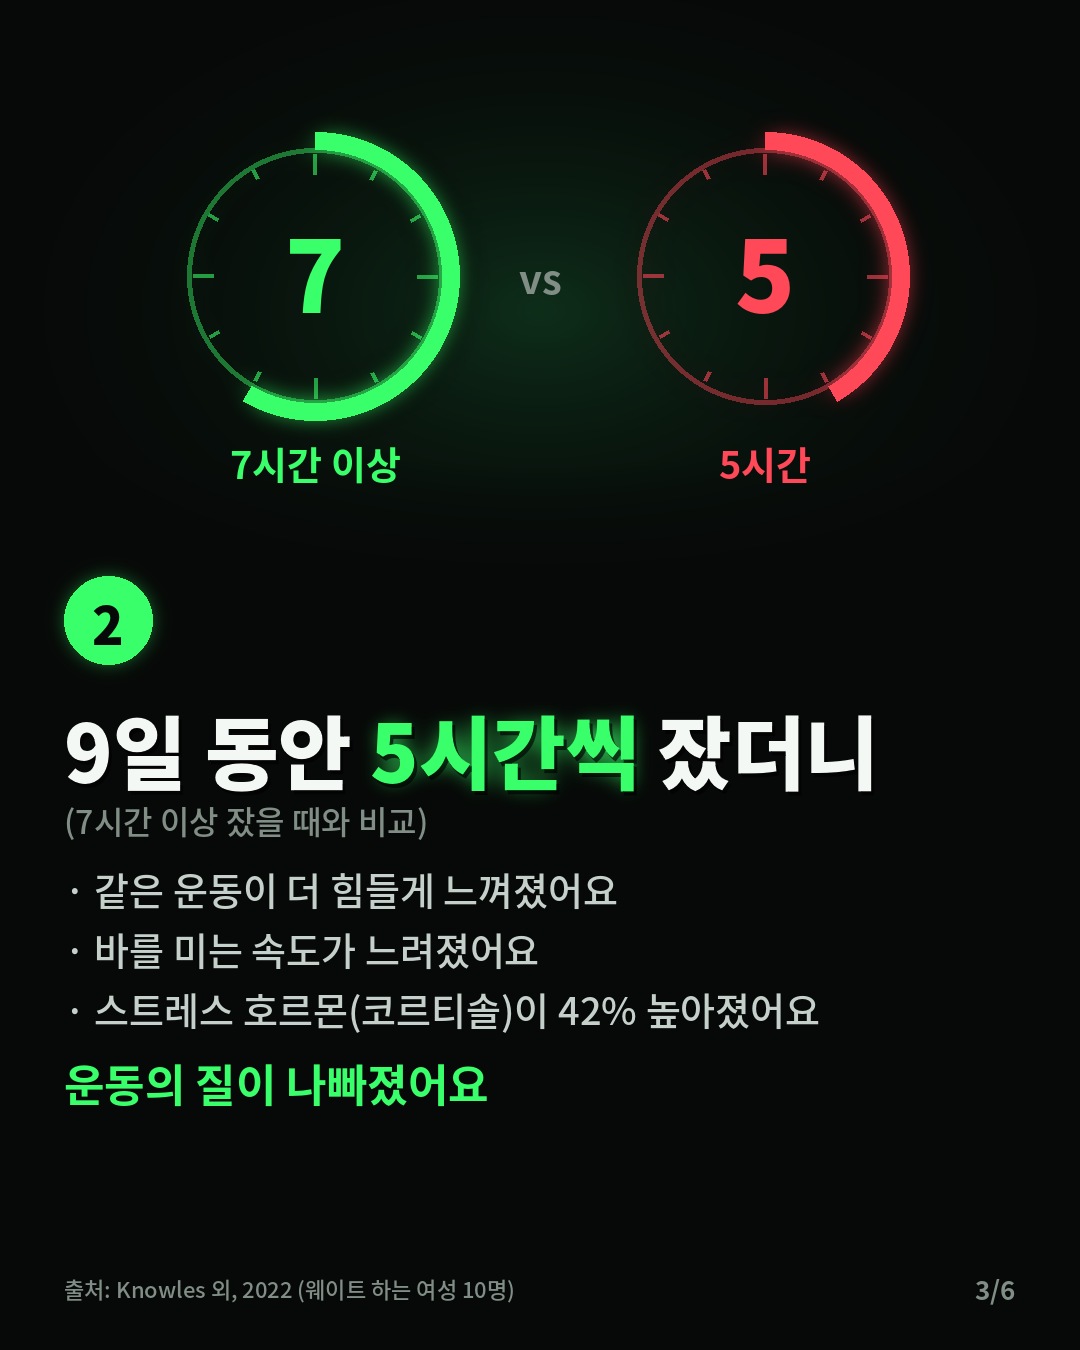 7
vs
5
7시간 이상
5시간
2
9일 동안 5시간씩 잤더니
(7시간 이상 잤을 때와 비교)
· 같은 운동이 더 힘들게 느껴졌어요
· 바를 미는 속도가 느려졌어요
· 스트레스 호르몬(코르티솔)이 42% 높아졌어요
운동의 질이 나빠졌어요
출처: Knowles 외, 2022 (웨이트 하는 여성 10명)
3/6